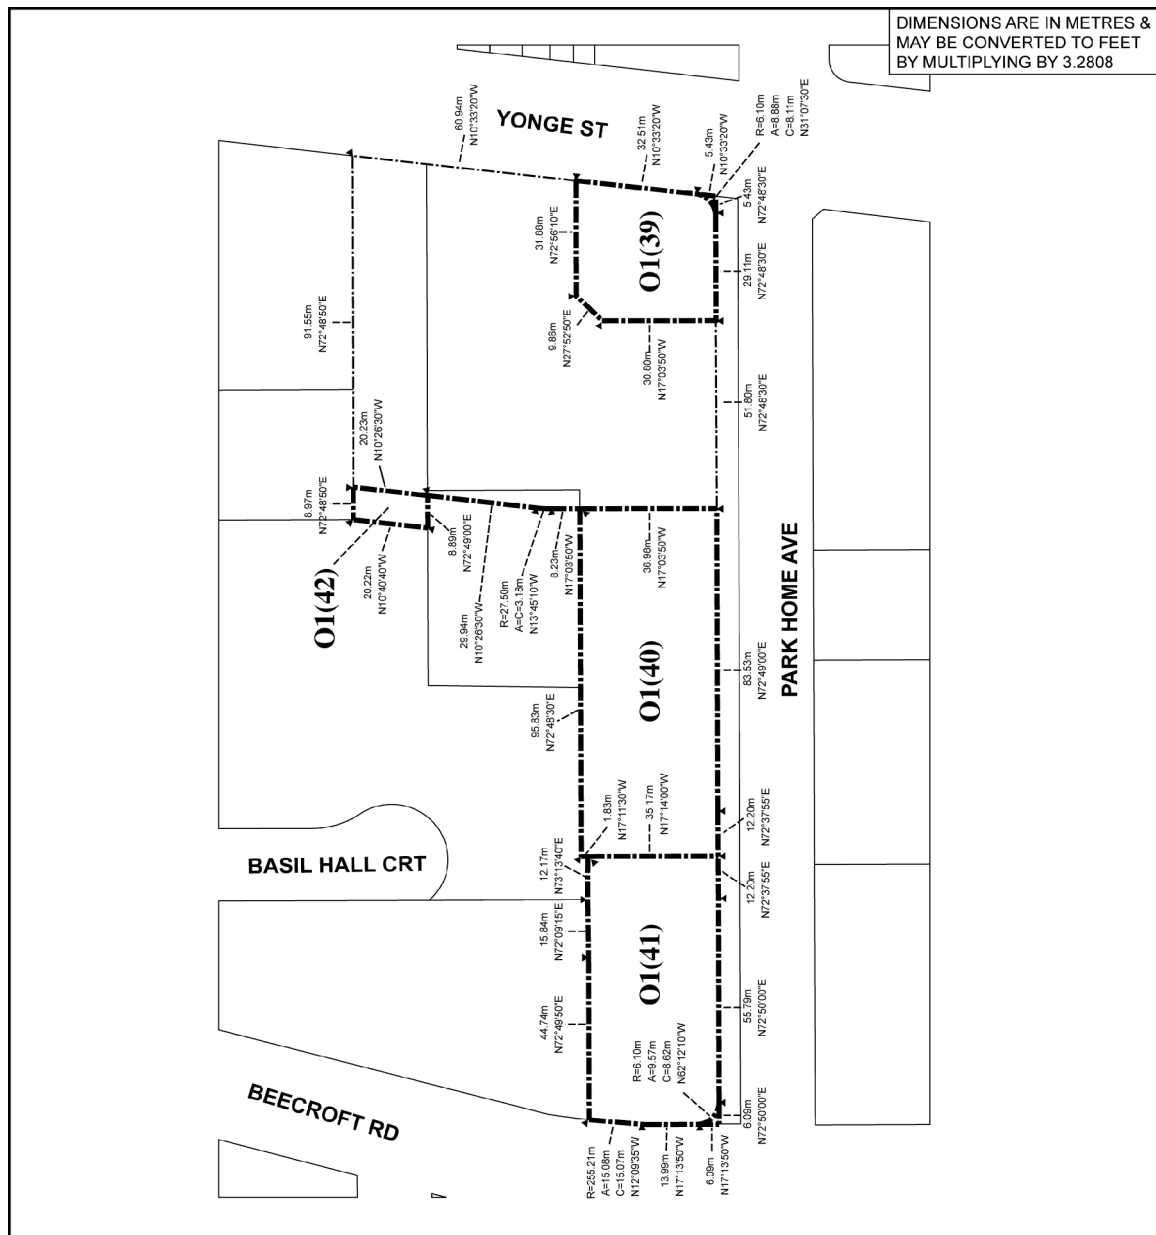 DIMENSIONS ARE IN METRES &
MAY BE CONVERTED TO FEET
BY MULTIPLYING BY 3.2808
YONGE ST
60.94m
N10°33'20"W
32.51m
N10°33'20"W
5.43m
N10°33'20"W
R=6.10m
A=8.88m
C=8.11m
N31°07'30"E
5.43m
N72°48'30"E
31.88m
N72°56'10"E
O1(39)
29.11m
N72°48'30"E
9.86m
N27°52'50"E
30.60m
N17°03'50"W
91.55m
N72°48'50"E
51.80m
N72°48'30"E
20.23m
N10°26'30"W
8.97m
N72°48'50"E
8.89m
N72°49'00"E
O1(42)
20.22m
N10°40'40"W
29.94m
N10°26'30"W
R=27.50m
A=C=3.18m
N13°45'10"W
8.23m
N17°03'50"W
36.98m
N17°03'50"W
PARK HOME AVE
O1(40)
83.53m
N72°49'00"E
95.83m
N72°48'30"E
1.83m
N17°11'30"W
35.17m
N17°14'00"W
12.20m
N72°37'55"E
BASIL HALL CRT
12.17m
N73°13'40"E
12.20m
N72°37'55"E
15.84m
N72°09'15"E
O1(41)
44.74m
N72°49'50"E
55.79m
N72°50'00"E
R=6.10m
A=9.57m
C=8.62m
N62°12'10"W
BEECROFT RD
6.09m
N72°50'00"E
R=255.21m
A=15.08m
C=15.07m
N12°09'35"W
13.99m
N17°13'50"W
6.09m
N17°13'50"W